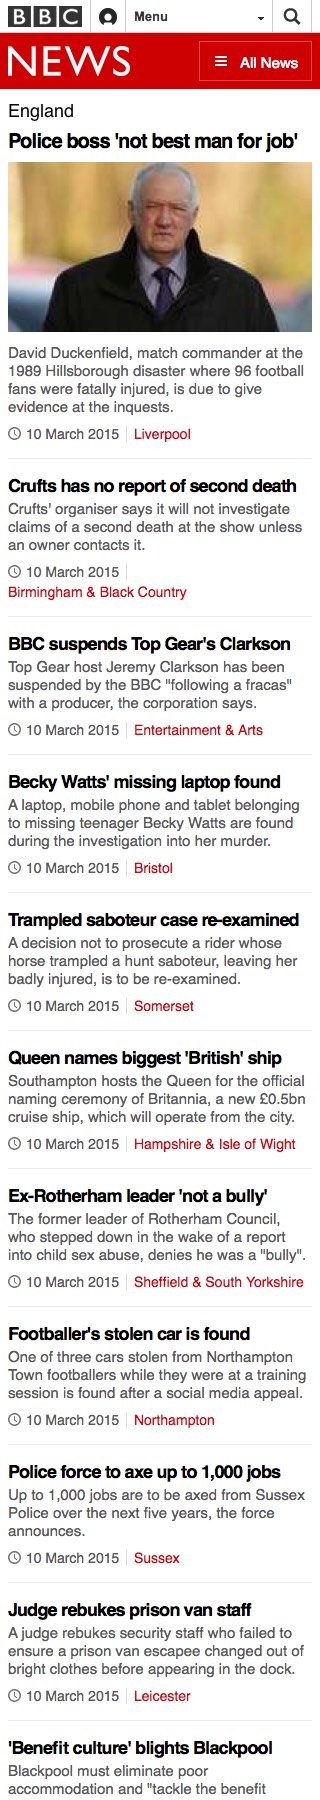 BBC Menu
NEWS All News
England
Police boss 'not best man for job'
David Duckenfield, match commander at the
1989 Hillsborough disaster where 96 football
fans were fatally injured, is due to give
evidence at the inquests.
10 March 2015 Liverpool
Crufts has no report of second death
Crufts' organiser says it will not investigate
claims of a second death at the show unless
an owner contacts it.
10 March 2015
Birmingham & Black Country
BBC suspends Top Gear's Clarkson
Top Gear host Jeremy Clarkson has been
suspended by the BBC "following a fracas"
with a producer, the corporation says.
10 March 2015 Entertainment & Arts
Becky Watts' missing laptop found
A laptop, mobile phone and tablet belonging
to missing teenager Becky Watts are found
during the investigation into her murder.
10 March 2015 Bristol
Trampled saboteur case re-examined
A decision not to prosecute a rider whose
horse trampled a hunt saboteur, leaving her
badly injured, is to be re-examined.
10 March 2015 Somerset
Queen names biggest 'British' ship
Southampton hosts the Queen for the official
naming ceremony of Britannia, a new £0.5bn
cruise ship, which will operate from the city.
10 March 2015 Hampshire & Isle of Wight
Ex-Rotherham leader 'not a bully'
The former leader of Rotherham Council,
who stepped down in the wake of a report
into child sex abuse, denies he was a "bully".
10 March 2015 Sheffield & South Yorkshire
Footballer's stolen car is found
One of three cars stolen from Northampton
Town footballers while they were at a training
session is found after a social media appeal.
10 March 2015 Northampton
Police force to axe up to 1,000 jobs
Up to 1,000 jobs are to be axed from Sussex
Police over the next five years, the force
announces.
10 March 2015 Sussex
Judge rebukes prison van staff
A judge rebukes security staff who failed to
ensure a prison van escapee changed out of
bright clothes before appearing in the dock.
10 March 2015 Leicester
'Benefit culture' blights Blackpool
Blackpool must eliminate poor
accommodation and "tackle the benefit